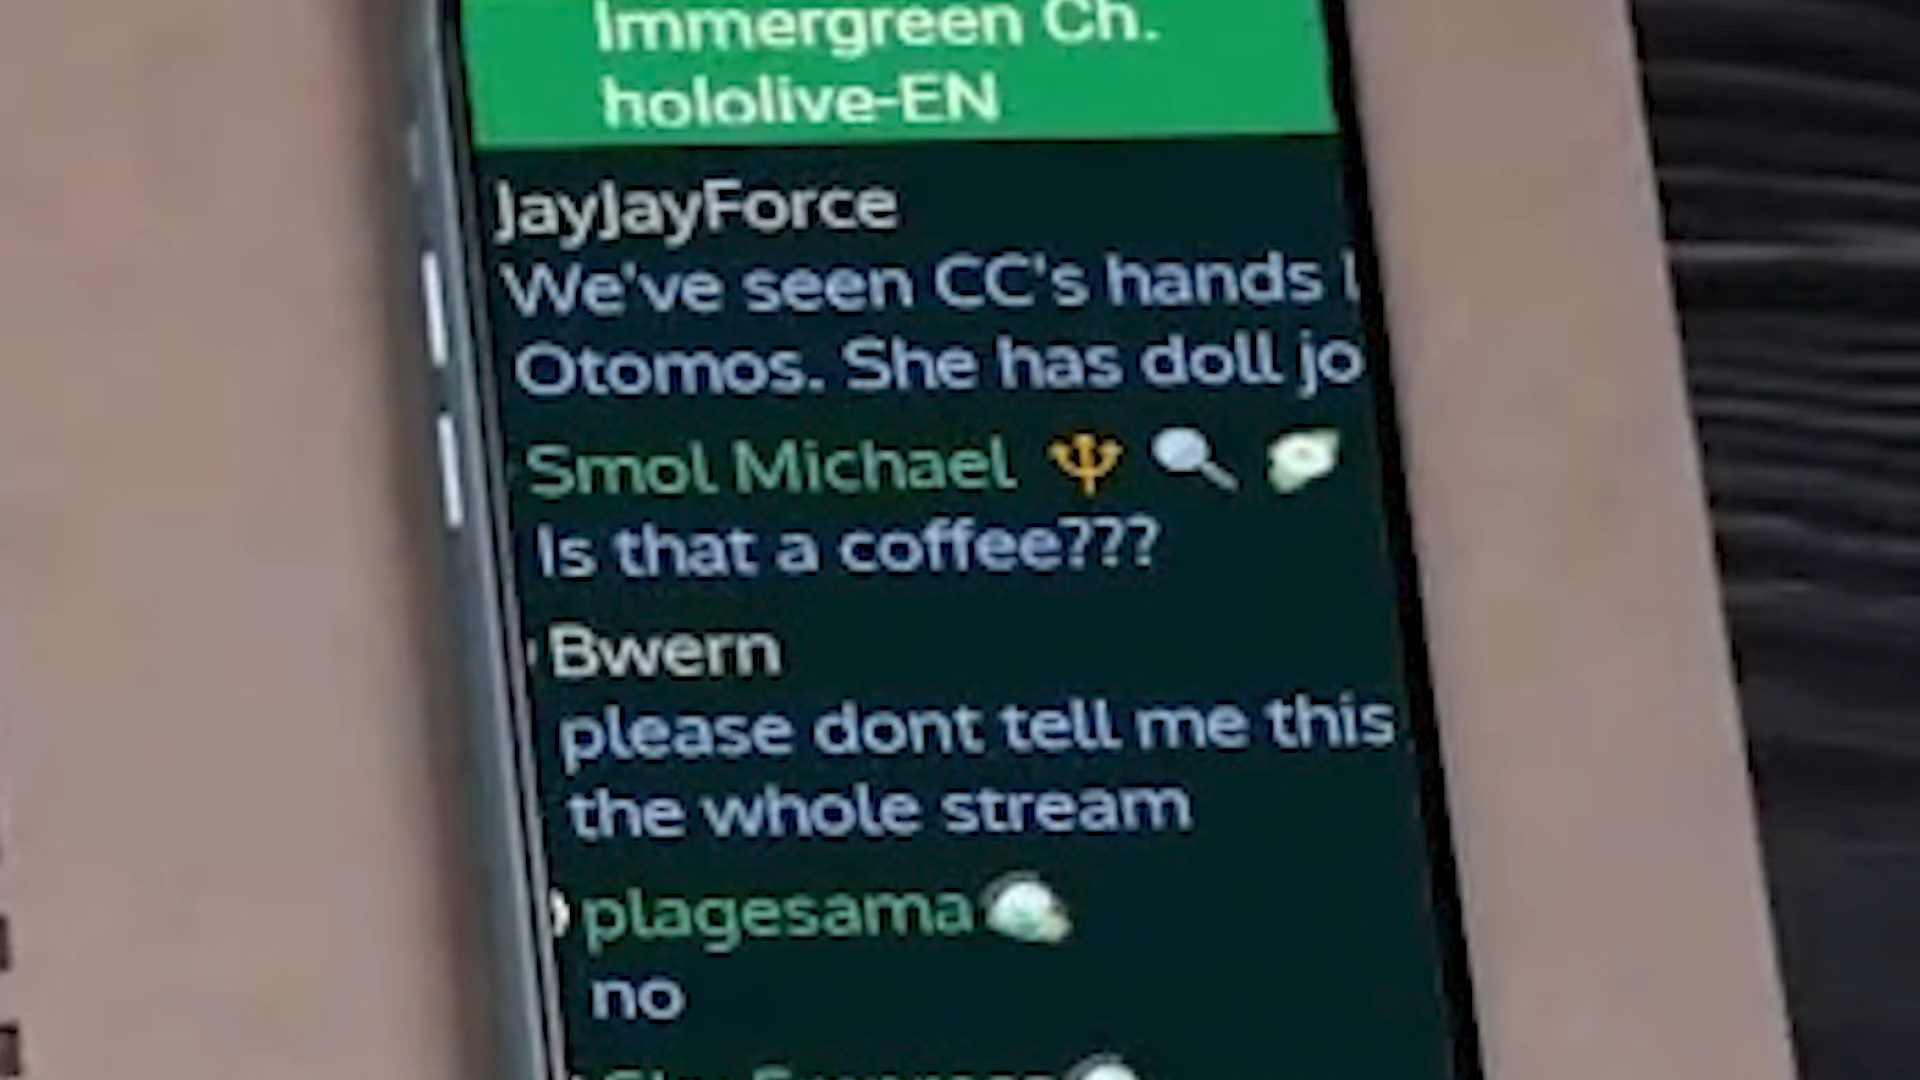 Immergreen Ch.
hololive-EN
JayJayForce
We've seen CC's hands
Otomos. She has doll jo
Smol Michael
Is that a coffee???
Bwern
please dont tell me this
the whole stream
plagesama
no